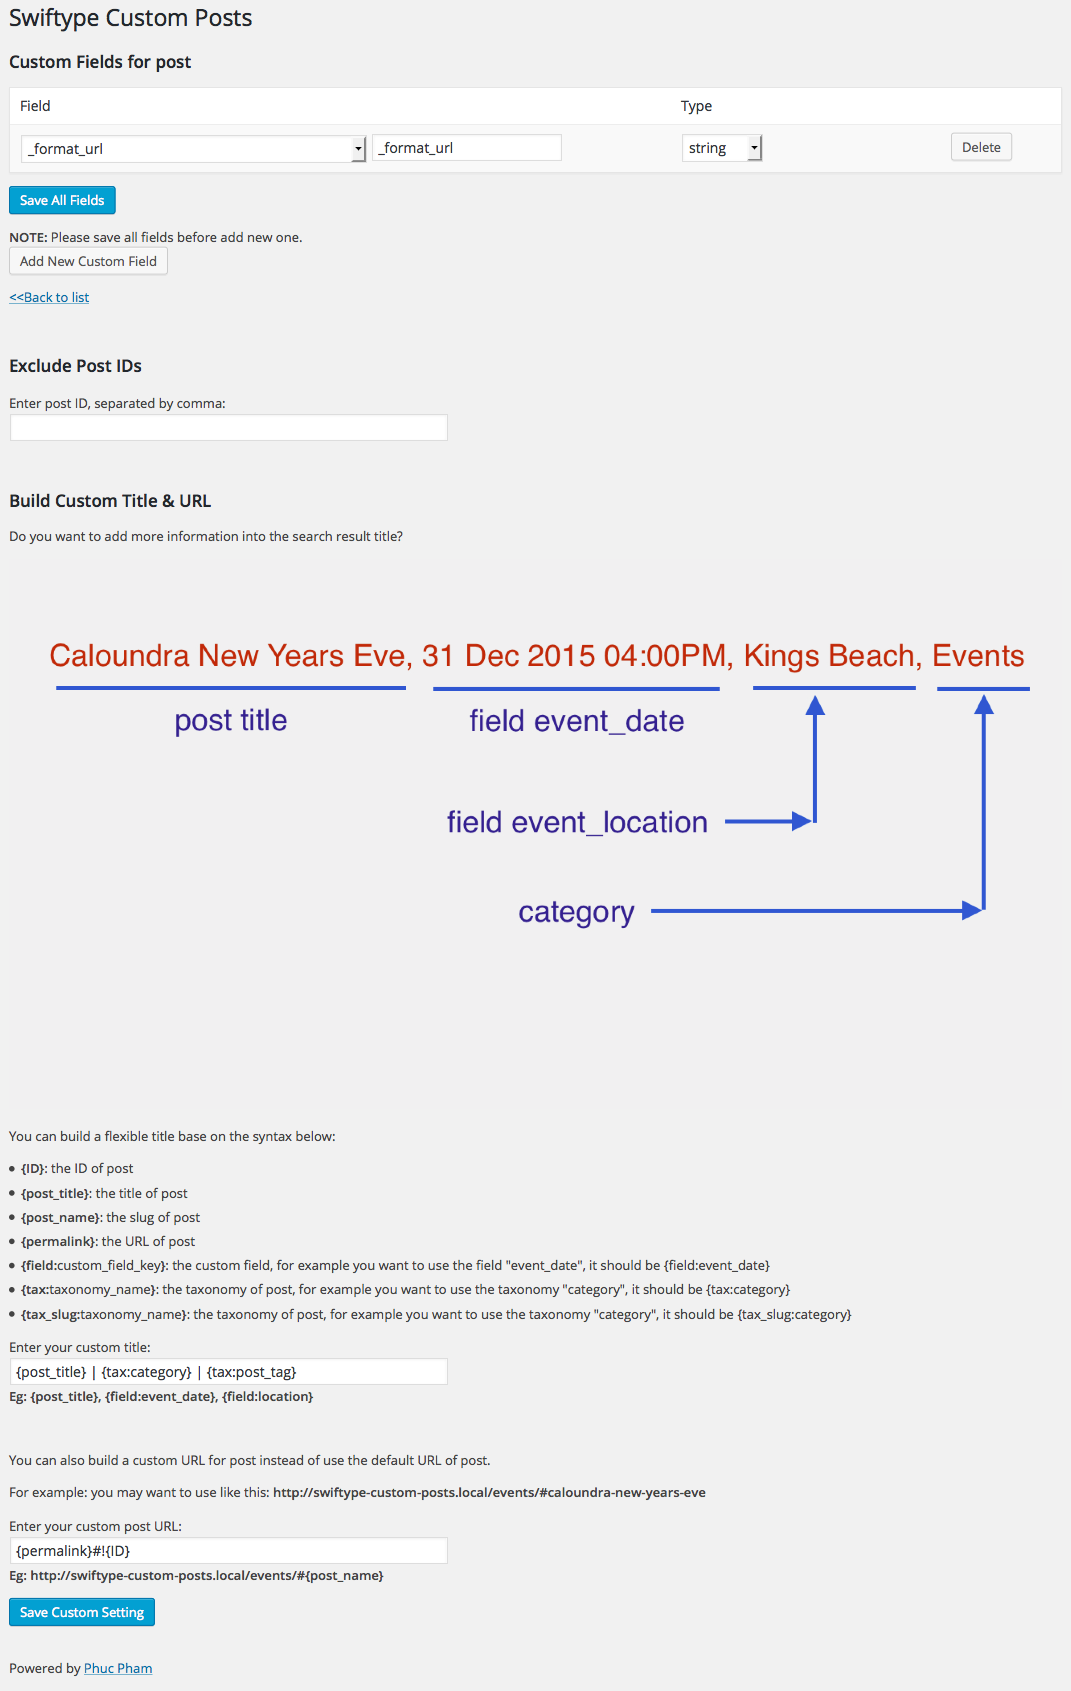 Swiftype Custom Posts
Custom Fields for post
Field Type
_format_url _format_url string Delete
Save All Fields
NOTE: Please save all fields before add new one.
Add New Custom Field
<<Back to list
Exclude Post IDs
Enter post ID, separated by comma:
Build Custom Title & URL
Do you want to add more information into the search result title?
Caloundra New Years Eve, 31 Dec 2015 04:00PM, Kings Beach, Events
post title field event_date
field event_location
category
You can build a flexible title base on the syntax below:
• {ID}: the ID of post
• {post_title}: the title of post
• {post_name}: the slug of post
• {permalink}: the URL of post
• {field:custom_field_key}: the custom field, for example you want to use the field "event_date", it should be {field:event_date}
• {tax:taxonomy_name}: the taxonomy of post, for example you want to use the taxonomy "category", it should be {tax:category}
• {tax_slug:taxonomy_name}: the taxonomy of post, for example you want to use the taxonomy "category", it should be {tax_slug:category}
Enter your custom title:
{post_title} | {tax:category} | {tax:post_tag}
Eg: {post_title}, {field:event_date}, {field:location}
You can also build a custom URL for post instead of use the default URL of post.
For example: you may want to use like this: http://swiftype-custom-posts.local/events/#caloundra-new-years-eve
Enter your custom post URL:
{permalink}#!{ID}
Eg: http://swiftype-custom-posts.local/events/#{post_name}
Save Custom Setting
Powered by Phuc Pham